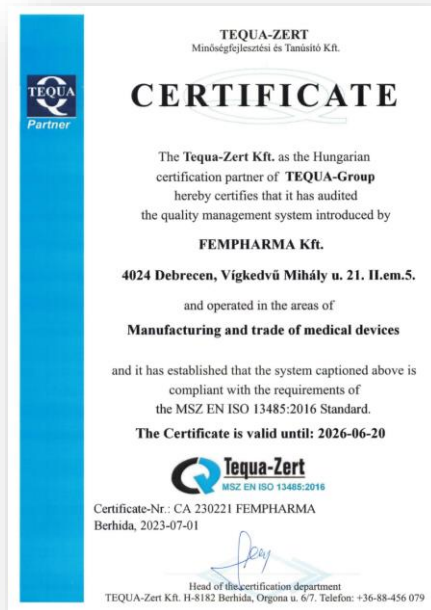 TEQUA-ZERT
Minőségfejlesztési és Tanúsító Kft.
TEQUA
Partner
CERTIFICATE
The Tequa-Zert Kft. as the Hungarian
certification partner of TEQUA-Group
hereby certifies that it has audited
the quality management system introduced by
FEMPHARMA Kft.
4024 Debrecen, Vígkedvű Mihály u. 21. II.em.5.
and operated in the areas of
Manufacturing and trade of medical devices
and it has established that the system captioned above is
compliant with the requirements of
the MSZ EN ISO 13485:2016 Standard.
The Certificate is valid until: 2026-06-20
Tequa-Zert
MSZ EN ISO 13485:2016
Certificate-Nr.: CA 230221 FEMPHARMA
Berhida, 2023-07-01
Head of the certification department
TEQUA-Zert Kft. H-8182 Berhida, Orgona u. 6/7. Telefon: +36-88-456 079